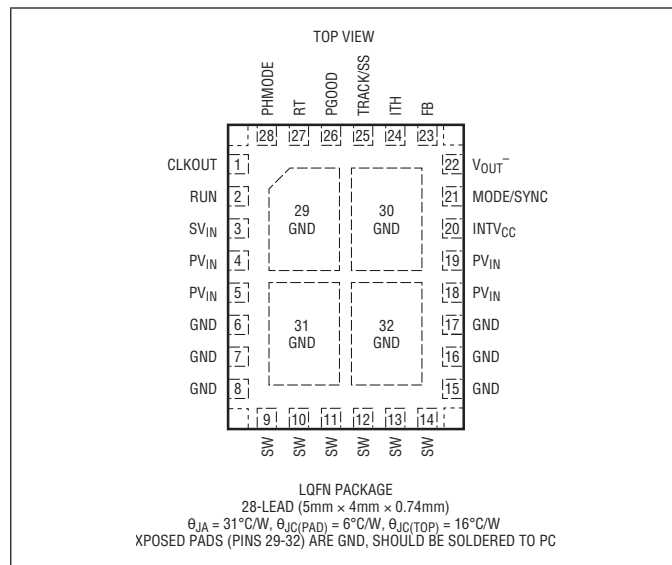 TOP VIEW
PHMODE
RT
PGOOD
TRACK/SS
ITH
FB
28 27 26 25 24 23
CLKOUT 1
RUN 2
SVIN 3
PVIN 4
PVIN 5
GND 6
GND 7
GND 8
29
GND
30
GND
31
GND
32
GND
22 VOUT–
21 MODE/SYNC
20 INTVCC
19 PVIN
18 PVIN
17 GND
16 GND
15 GND
9 10 11 12 13 14
SW SW SW SW SW SW
LQFN PACKAGE
28-LEAD (5mm × 4mm × 0.74mm)
θJA = 31°C/W, θJC(PAD) = 6°C/W, θJC(TOP) = 16°C/W
XPOSED PADS (PINS 29-32) ARE GND, SHOULD BE SOLDERED TO PC